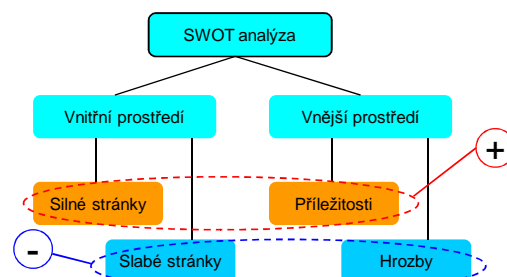 SWOT analýza
Vnitřní prostředí
Vnější prostředí
+
Silné stránky
Příležitosti
-
Slabé stránky
Hrozby